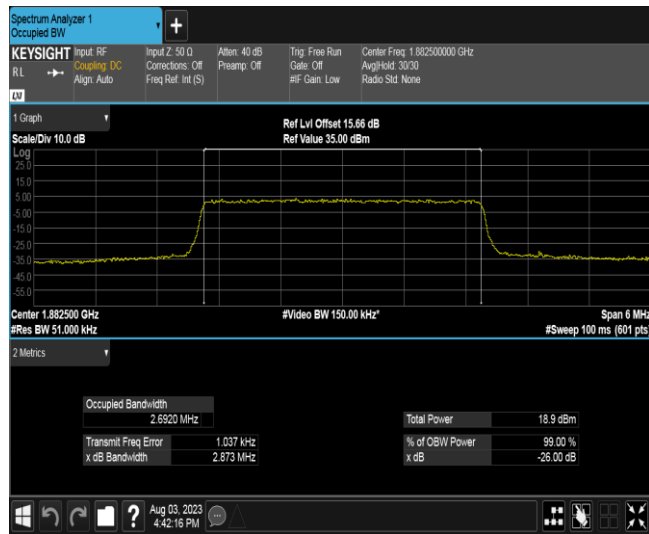 Spectrum Analyzer 1
Occupied BW
+
KEYSIGHT
RL
LXI
Input: RF
Coupling: DC
Align: Auto
Input Z: 50 Ω
Corrections: Off
Freq Ref: Int (S)
Atten: 40 dB
Preamp: Off
Trig: Free Run
Gate: Off
#IF Gain: Low
Center Freq: 1.882500000 GHz
Avg|Hold: 30/30
Radio Std: None
1 Graph
Scale/Div 10.0 dB
Ref Lvl Offset 15.66 dB
Ref Value 35.00 dBm
Log
25.0
15.0
5.00
-5.00
-15.0
-25.0
-35.0
-45.0
-55.0
Center 1.882500 GHz
#Res BW 51.000 kHz
#Video BW 150.00 kHz*
Span 6 MHz
#Sweep 100 ms (601 pts)
2 Metrics
Occupied Bandwidth
2.6920 MHz
Transmit Freq Error 1.037 kHz
x dB Bandwidth 2.873 MHz
Total Power 18.9 dBm
% of OBW Power 99.00 %
x dB -26.00 dB
?
Aug 03, 2023
4:42:16 PM